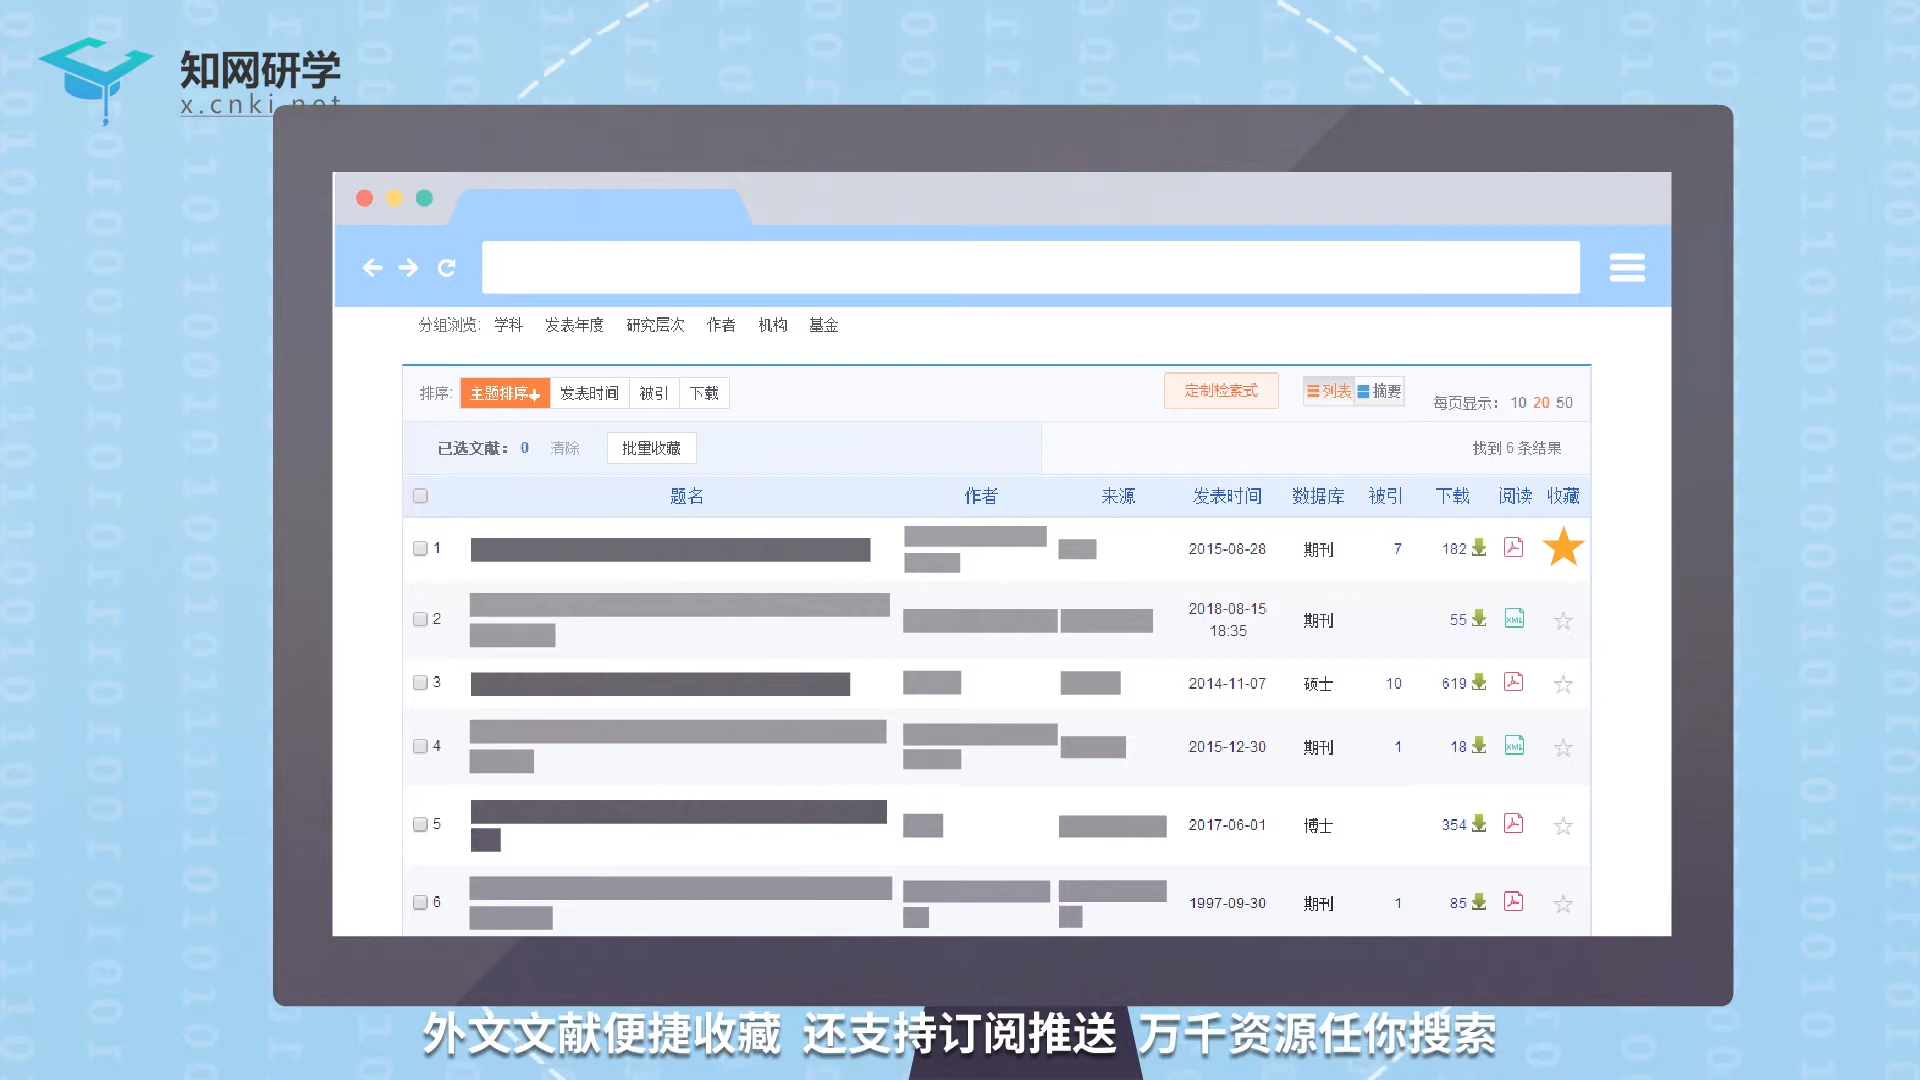 知网研学
x.cnki.net
分组浏览: 学科 发表年度 研究层次 作者 机构 基金
排序: 主题排序 发表时间 被引 下载 定制检索式 列表 摘要 每页显示: 10 20 50
已选文献: 0 清除 批量收藏 找到 6 条结果
题名 作者 来源 发表时间 数据库 被引 下载 阅读 收藏
1 2015-08-28 期刊 7 182
2 2018-08-15 18:35 期刊 55 XML
3 2014-11-07 硕士 10 619
4 2015-12-30 期刊 1 18 XML
5 2017-06-01 博士 354
6 1997-09-30 期刊 1 85
外文文献便捷收藏 还支持订阅推送 万千资源任你搜索